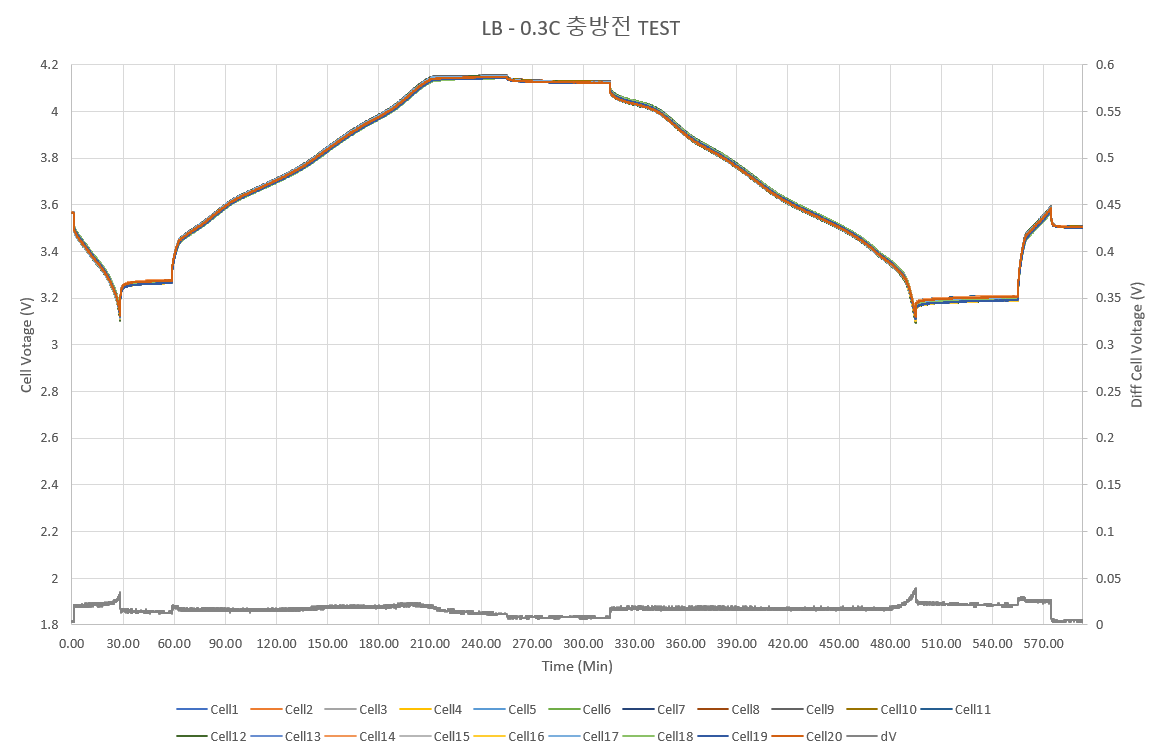 LB - 0.3C 충방전 TEST
4.2 0.6
4 0.55
3.8 0.5
3.6 0.45
3.4 0.4
3.2 0.35
3 0.3
2.8 0.25
2.6 0.2
2.4 0.15
2.2 0.1
2 0.05
1.8 0
Cell Votage (V)
Diff Cell Voltage (V)
0.00 30.00 60.00 90.00 120.00 150.00 180.00 210.00 240.00 270.00 300.00 330.00 360.00 390.00 420.00 450.00 480.00 510.00 540.00 570.00
Time (Min)
Cell1 Cell2 Cell3 Cell4 Cell5 Cell6 Cell7 Cell8 Cell9 Cell10 Cell11
Cell12 Cell13 Cell14 Cell15 Cell16 Cell17 Cell18 Cell19 Cell20 dV